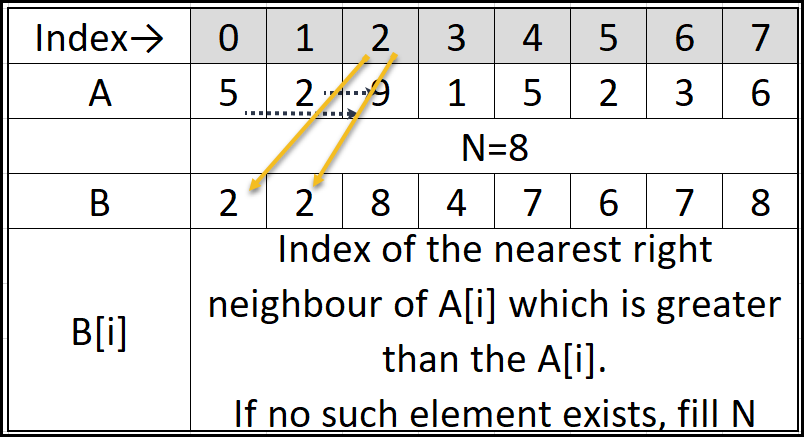 Index→ 0 1 2 3 4 5 6 7
A 5 2 9 1 5 2 3 6
N=8
B 2 2 8 4 7 6 7 8
B[i]
Index of the nearest right
neighbour of A[i] which is greater
than the A[i].
If no such element exists, fill N